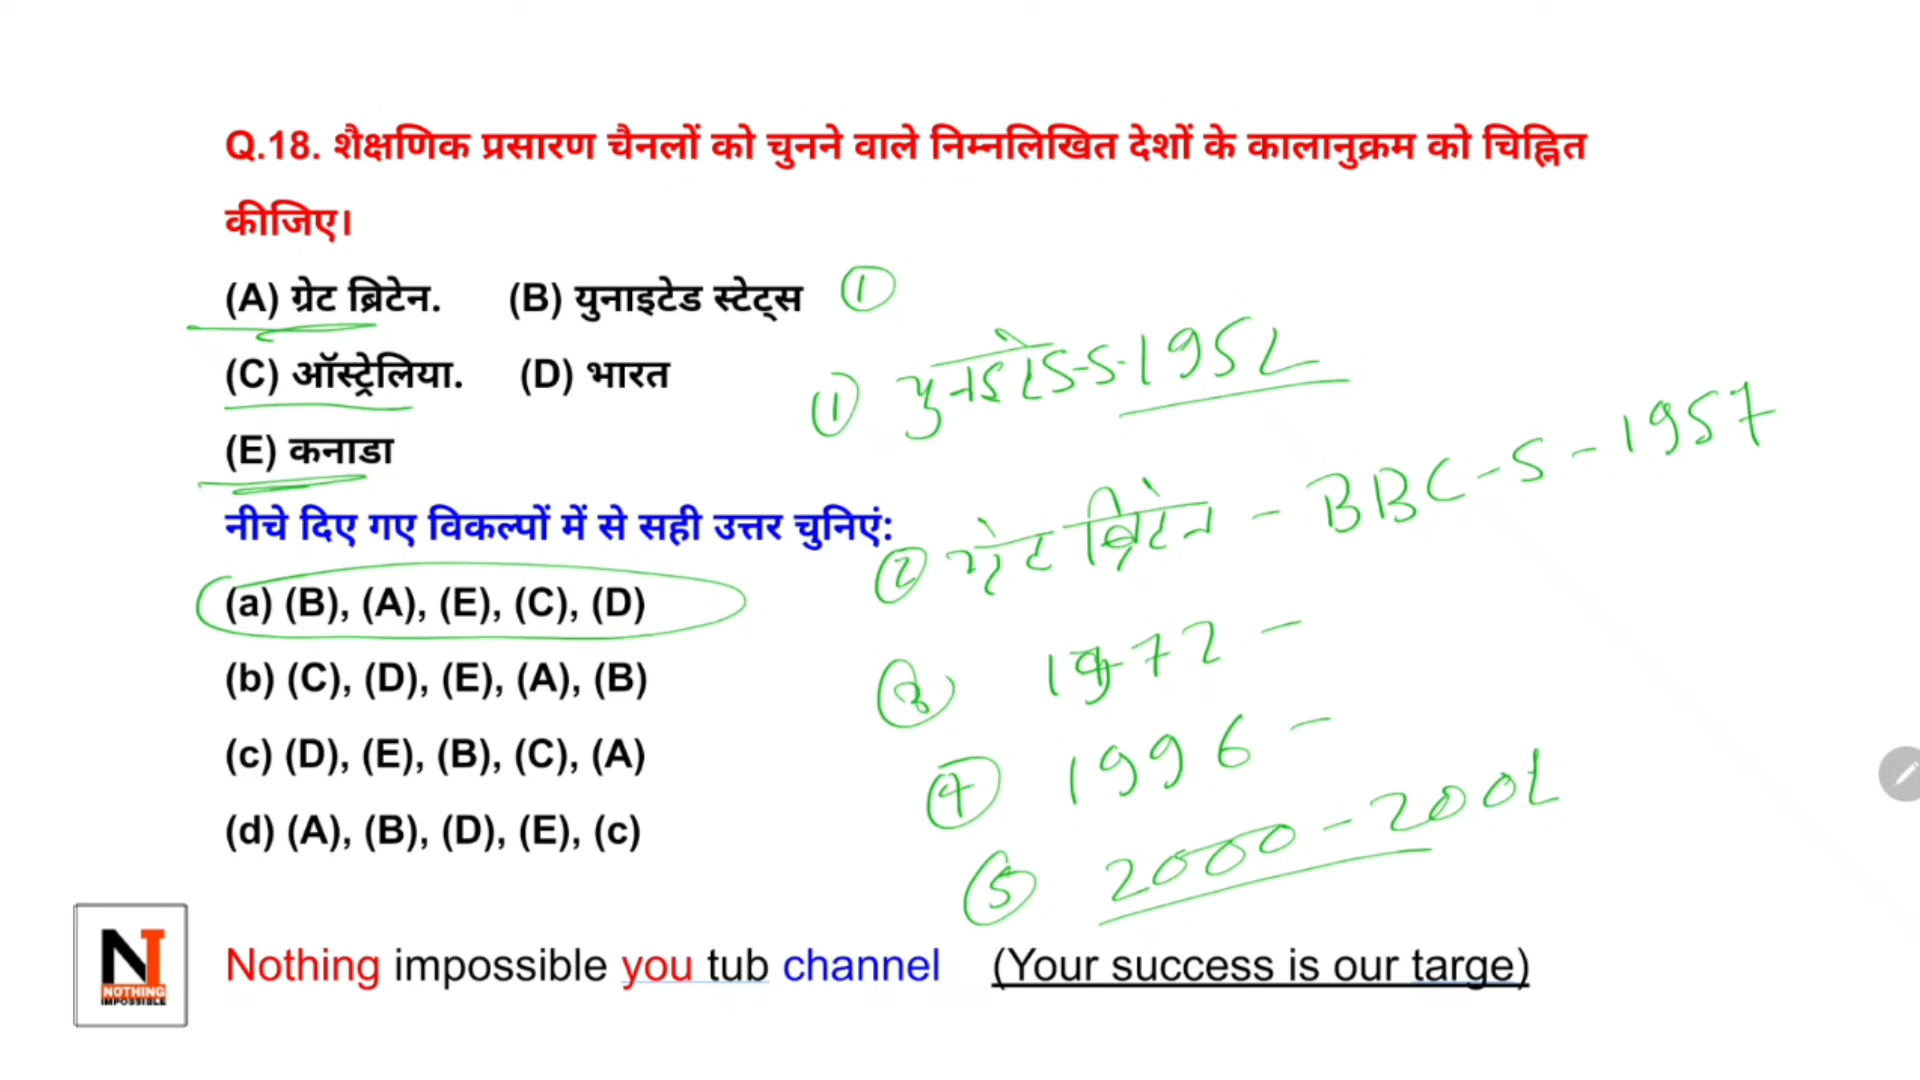 Q.18. शैक्षणिक प्रसारण चैनलों को चुनने वाले निम्नलिखित देशों के कालानुक्रम को चिह्नित
कीजिए।
(A) ग्रेट ब्रिटेन. (B) युनाइटेड स्टेट्स ①
(C) ऑस्ट्रेलिया. (D) भारत
① 1952
(E) कनाडा
नीचे दिए गए विकल्पों में से सही उत्तर चुनिएं:
② ग्रेट ब्रिटेन - BBC - S - 1957
(a) (B), (A), (E), (C), (D)
(b) (C), (D), (E), (A), (B)
③ 1972 -
(c) (D), (E), (B), (C), (A)
④ 1996 -
(d) (A), (B), (D), (E), (c)
⑤ 2000 -
NOTHING
IMPOSSIBLE
Nothing impossible you tub channel (Your success is our targe)